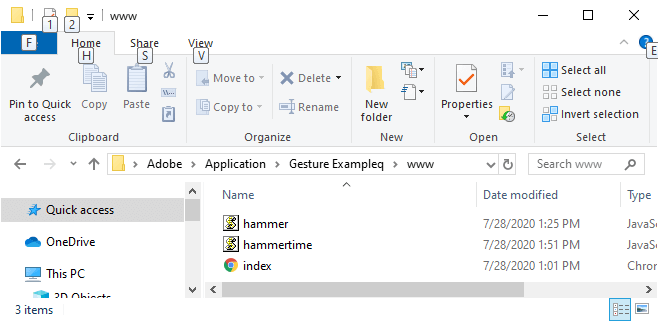 1 2 www
F Home Share View E
H S V
Pin to Quick access
Copy
Paste
Clipboard
Move to
Copy to
Delete
Rename
Organize
New folder
New
Properties
Open
Select all
Select none
Invert selection
Select
Adobe Application Gesture Exampleq www Search www
Name Date modified Type
Quick access
OneDrive
This PC
3D Objects
hammer 7/28/2020 1:25 PM JavaSc
hammertime 7/28/2020 1:51 PM JavaSc
index 7/28/2020 1:01 PM Chrom
3 items